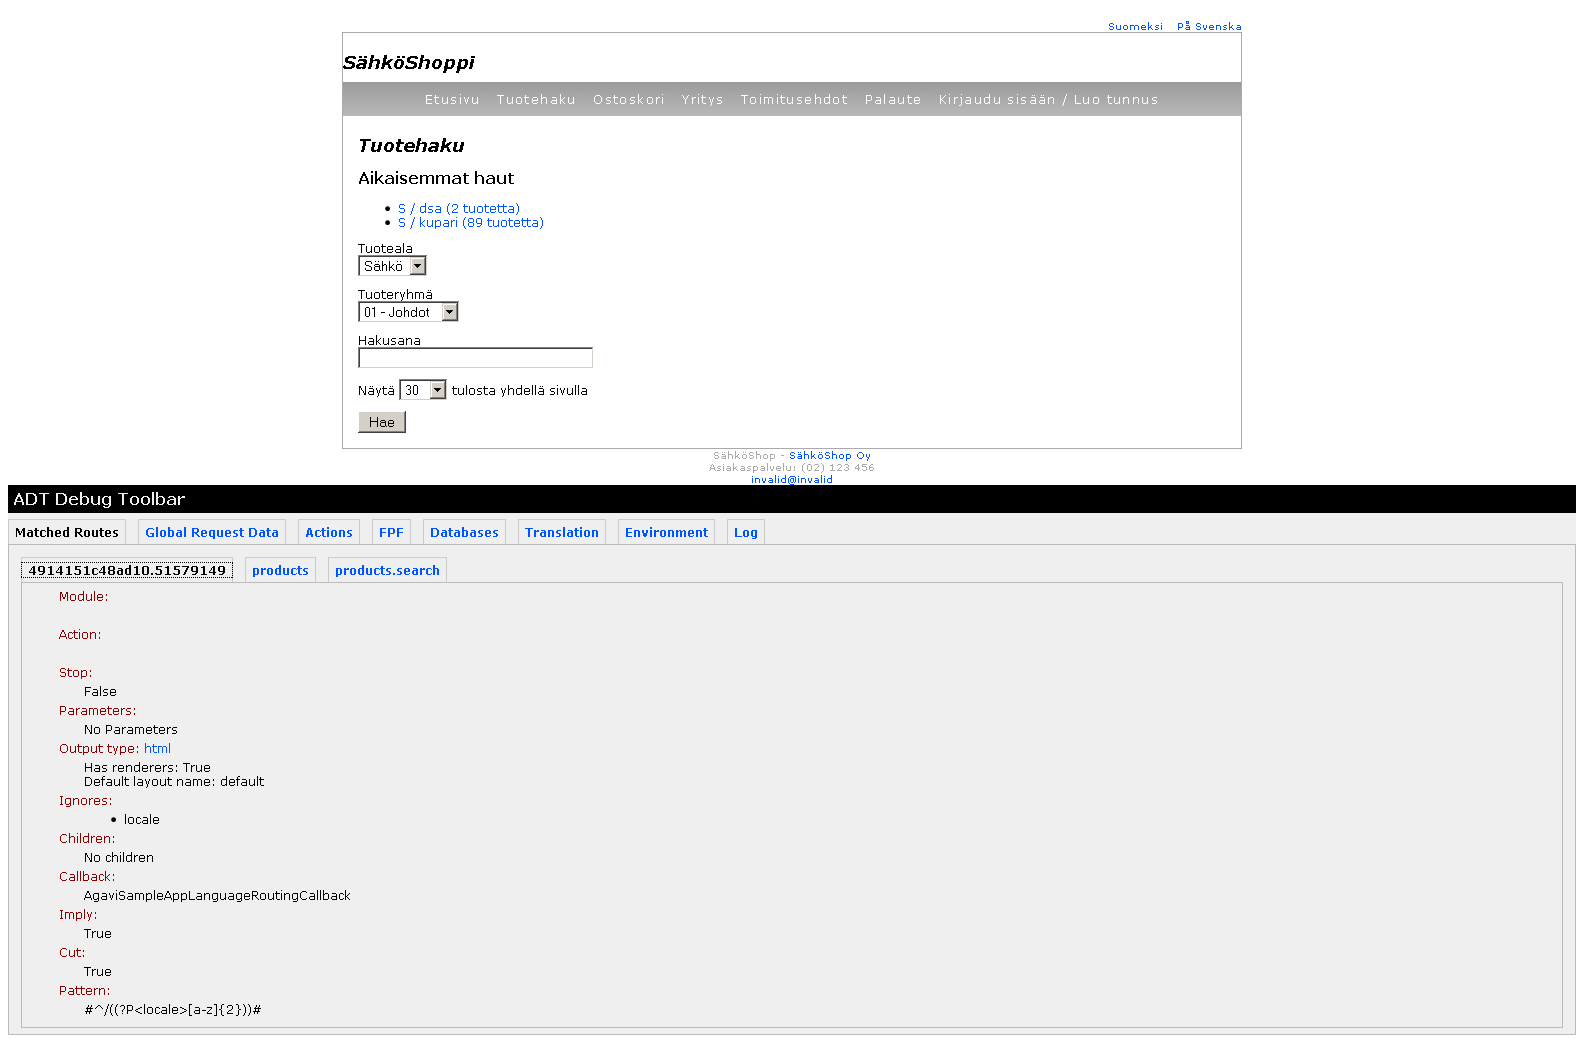 Suomeksi På Svenska
SähköShoppi
Etusivu Tuotehaku Ostoskori Yritys Toimitusehdot Palaute Kirjaudu sisään / Luo tunnus
Tuotehaku
Aikaisemmat haut
S / dsa (2 tuotetta)
S / kupari (89 tuotetta)
Tuoteala
Sähkö
Tuoteryhmä
01 - Johdot
Hakusana
Näytä 30 tulosta yhdellä sivulla
Hae
SähköShop - SähköShop Oy
Asiakaspalvelu: (02) 123 456
invalid@invalid
ADT Debug Toolbar
Matched Routes Global Request Data Actions FPF Databases Translation Environment Log
4914151c48ad10.51579149 products products.search
Module:
Action:
Stop:
False
Parameters:
No Parameters
Output type: html
Has renderers: True
Default layout name: default
Ignores:
locale
Children:
No children
Callback:
AgaviSampleAppLanguageRoutingCallback
Imply:
True
Cut:
True
Pattern:
#^/((?P<locale>[a-z]{2}))#